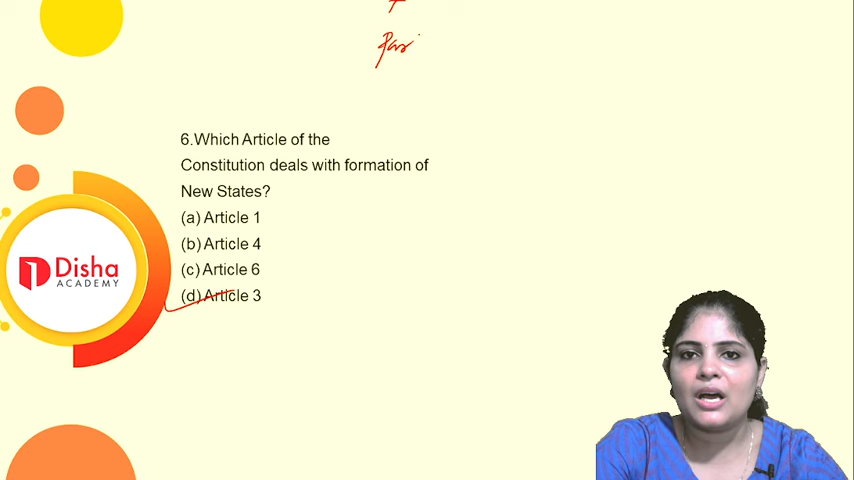 6.Which Article of the
Constitution deals with formation of
New States?
(a) Article 1
(b) Article 4
(c) Article 6
(d) Article 3
Disha
ACADEMY